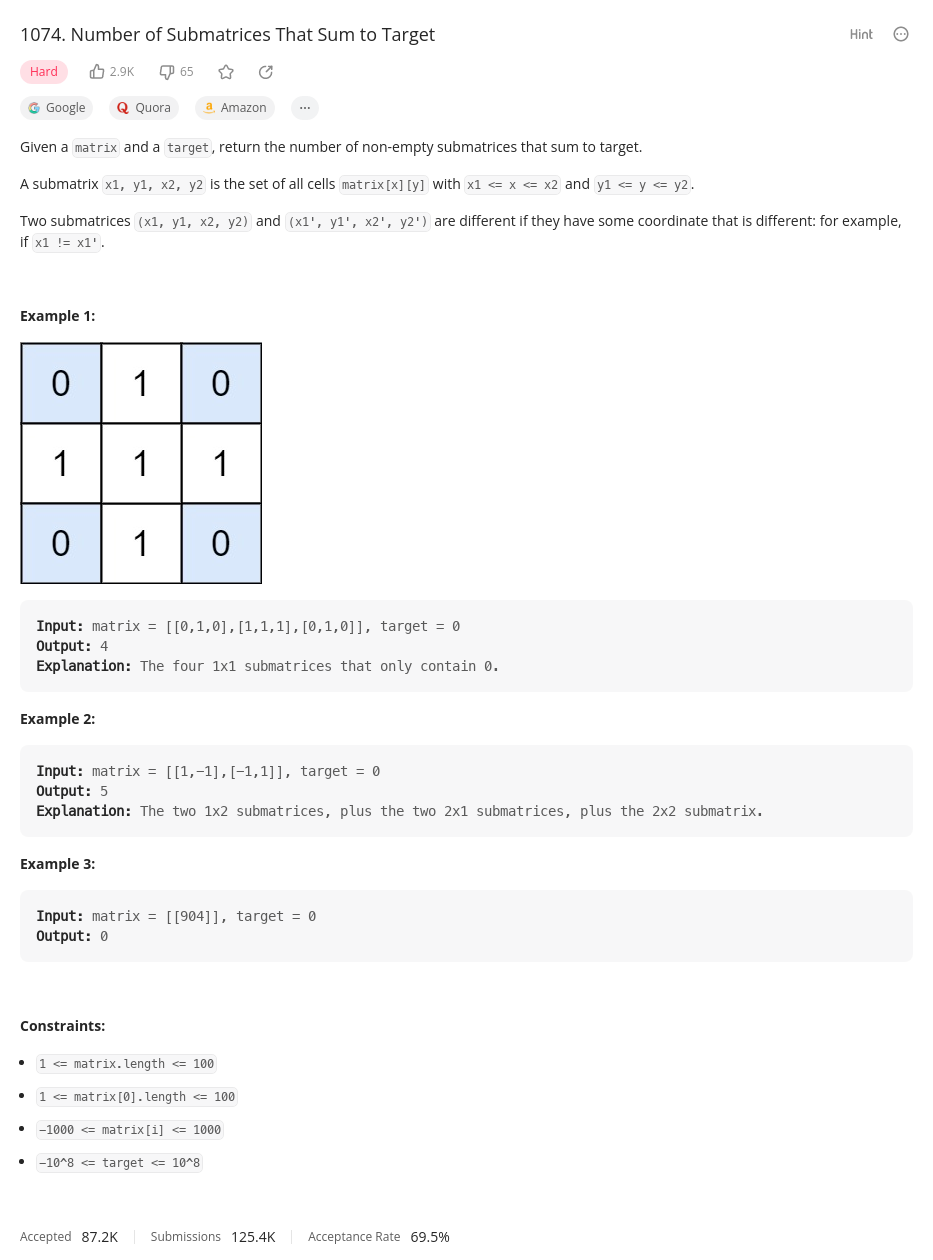 1074. Number of Submatrices That Sum to Target
Hint
Hard 2.9K 65
Google Quora Amazon ...
Given a matrix and a target, return the number of non-empty submatrices that sum to target.
A submatrix x1, y1, x2, y2 is the set of all cells matrix[x][y] with x1 <= x <= x2 and y1 <= y <= y2.
Two submatrices (x1, y1, x2, y2) and (x1', y1', x2', y2') are different if they have some coordinate that is different: for example,
if x1 != x1'.
Example 1:
0 1 0
1 1 1
0 1 0
Input: matrix = [[0,1,0],[1,1,1],[0,1,0]], target = 0
Output: 4
Explanation: The four 1x1 submatrices that only contain 0.
Example 2:
Input: matrix = [[1,−1],[−1,1]], target = 0
Output: 5
Explanation: The two 1x2 submatrices, plus the two 2x1 submatrices, plus the 2x2 submatrix.
Example 3:
Input: matrix = [[904]], target = 0
Output: 0
Constraints:
1 <= matrix.length <= 100
1 <= matrix[0].length <= 100
−1000 <= matrix[i] <= 1000
−10^8 <= target <= 10^8
Accepted 87.2K Submissions 125.4K Acceptance Rate 69.5%